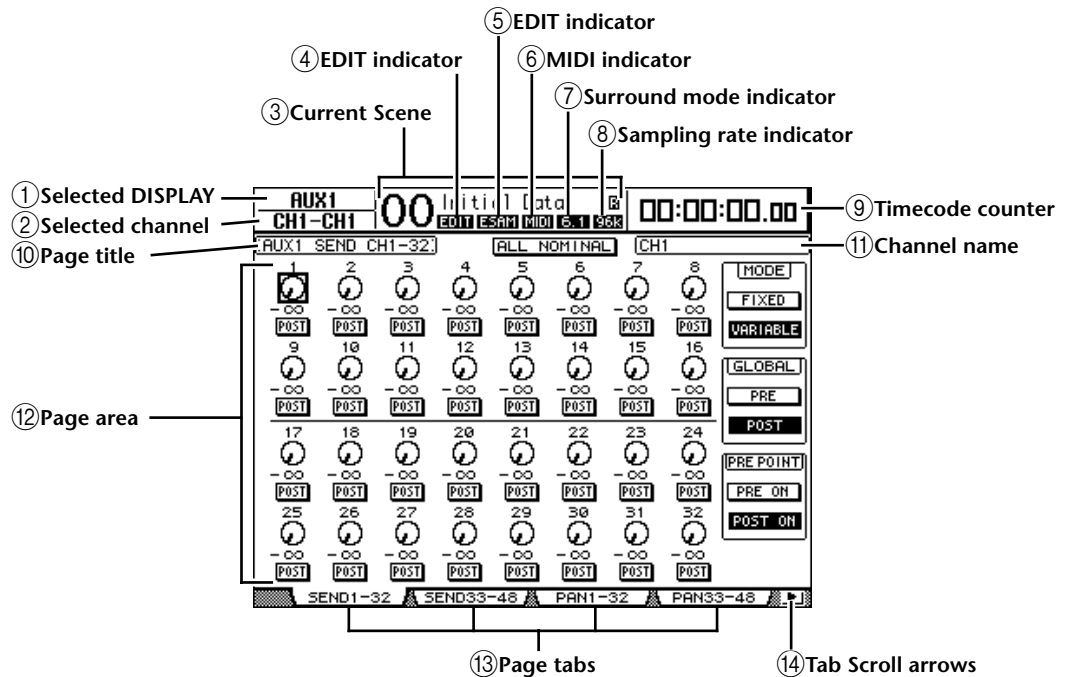 ⑤EDIT indicator
④EDIT indicator
⑥MIDI indicator
⑦Surround mode indicator
③Current Scene
⑧Sampling rate indicator
①Selected DISPLAY
②Selected channel
AUX1
CH1-CH1
00
Initial Data
EDIT ESAM MIDI 6.1 96k
00:00:00.00
⑨Timecode counter
⑩Page title
AUX1 SEND CH1-32
ALL NOMINAL
CH1
⑪Channel name
1 2 3 4 5 6 7 8
-∞ -∞ -∞ -∞ -∞ -∞ -∞ -∞
POST POST POST POST POST POST POST POST
9 10 11 12 13 14 15 16
-∞ -∞ -∞ -∞ -∞ -∞ -∞ -∞
POST POST POST POST POST POST POST POST
⑫Page area
17 18 19 20 21 22 23 24
-∞ -∞ -∞ -∞ -∞ -∞ -∞ -∞
POST POST POST POST POST POST POST POST
25 26 27 28 29 30 31 32
-∞ -∞ -∞ -∞ -∞ -∞ -∞ -∞
POST POST POST POST POST POST POST POST
MODE
FIXED
VARIABLE
GLOBAL
PRE
POST
PRE POINT
PRE ON
POST ON
SEND1-32 SEND33-48 PAN1-32 PAN33-48
⑬Page tabs
⑭Tab Scroll arrows